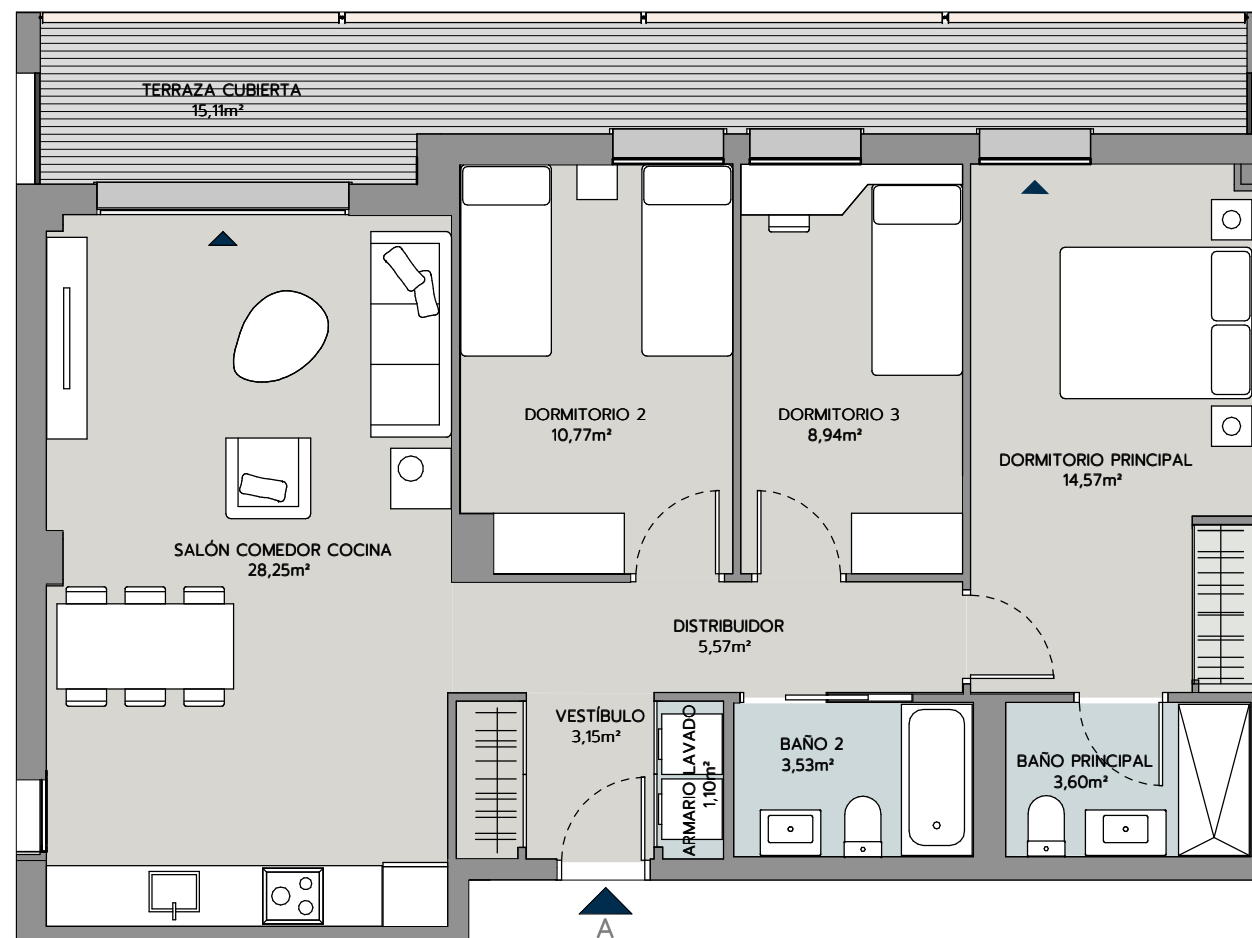 TERRAZA CUBIERTA
15,11m²
DORMITORIO 2
10,77m²
DORMITORIO 3
8,94m²
DORMITORIO PRINCIPAL
14,57m²
SALÓN COMEDOR COCINA
28,25m²
DISTRIBUIDOR
5,57m²
VESTÍBULO
3,15m²
ARMARIO LAVADO
1,10m²
BAÑO 2
3,53m²
BAÑO PRINCIPAL
3,60m²
A